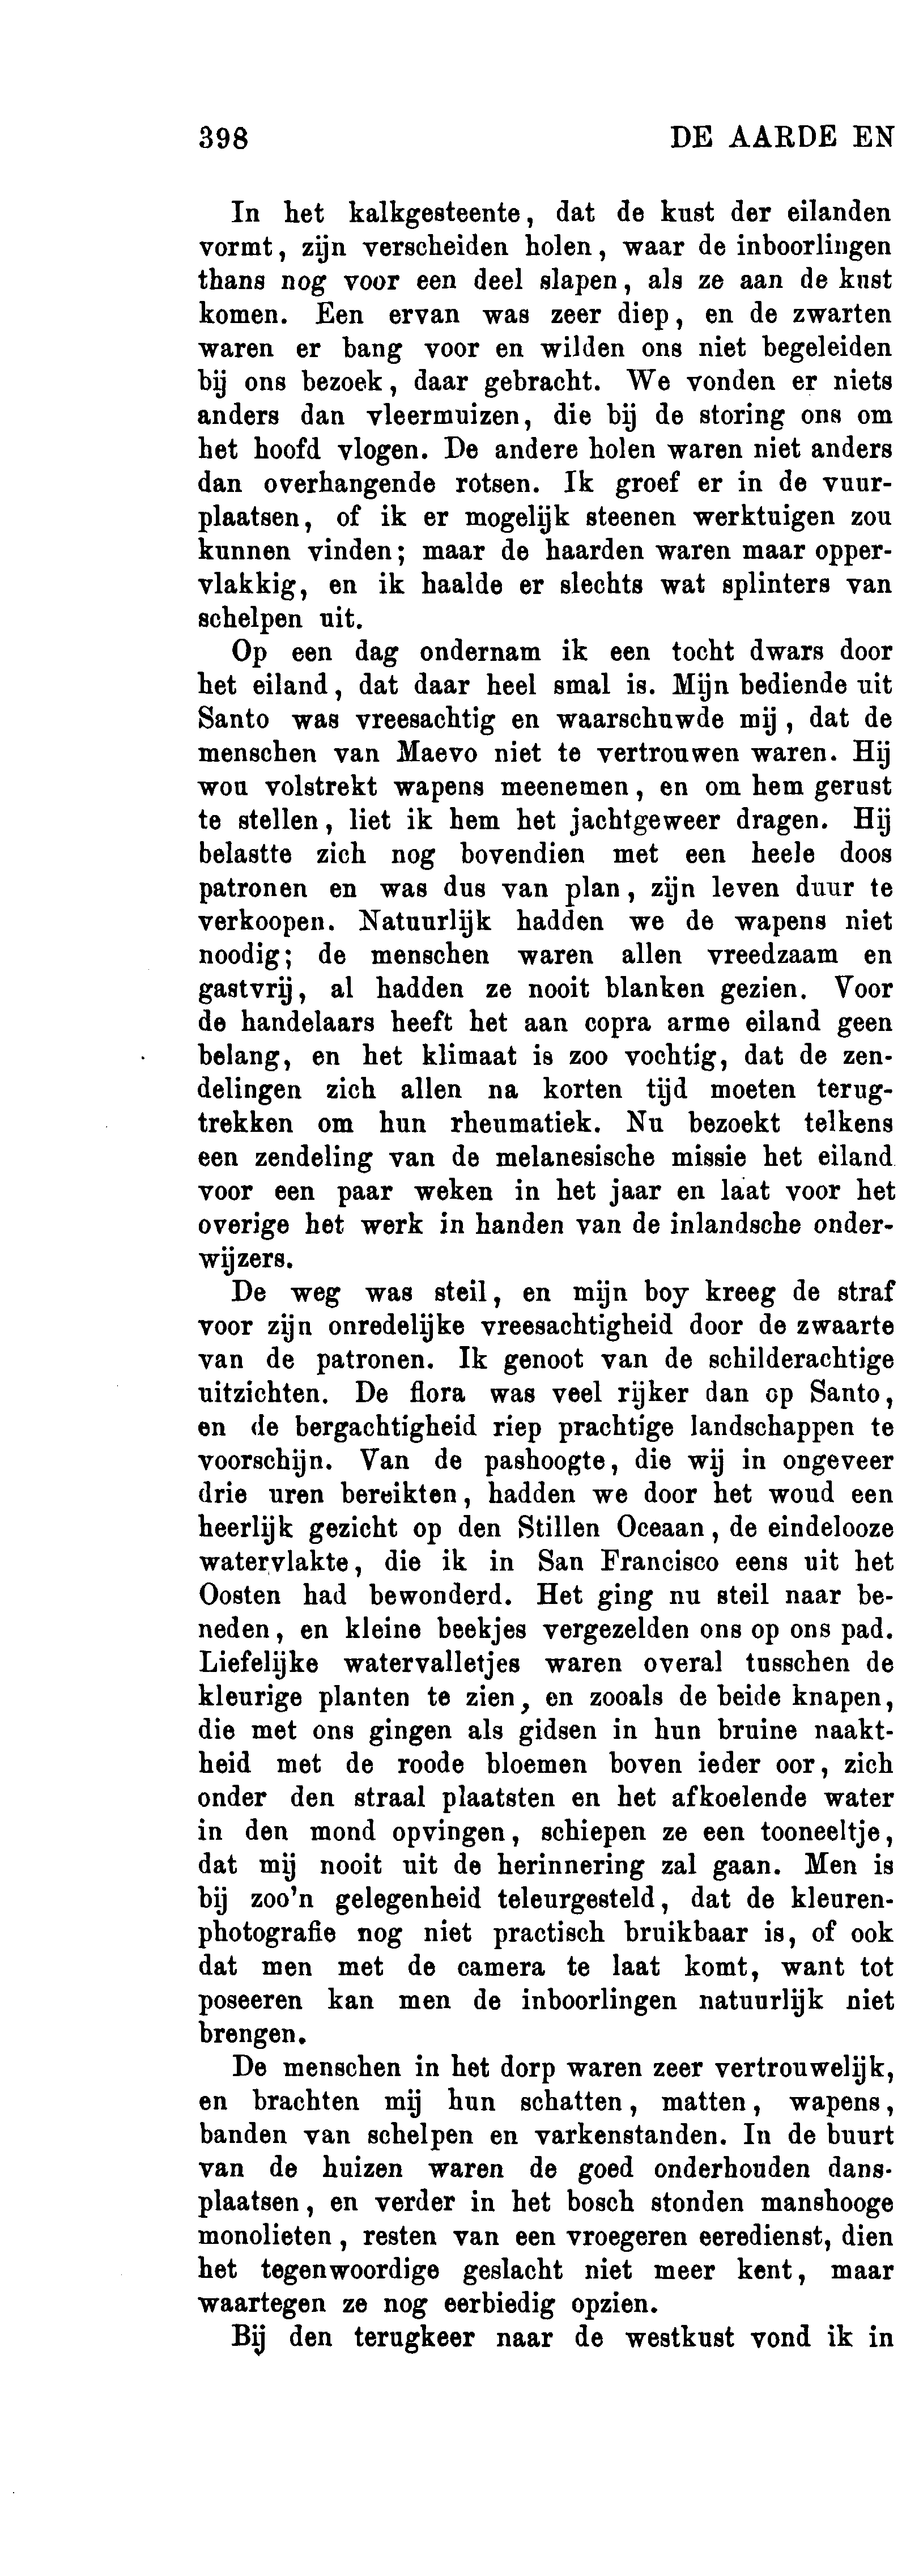 398 DE AARDE EN
In het kalkgesteente, dat de kust der eilanden
vormt, zijn verscheiden holen, waar de inboorlingen
thans nog voor een deel slapen, als ze aan de kust
komen. Een ervan was zeer diep, en de zwarten
waren er bang voor en wilden ons niet begeleiden
bij ons bezoek, daar gebracht. We vonden er niets
anders dan vleermuizen, die bij de storing ons om
het hoofd vlogen. De andere holen waren niet anders
dan overhangende rotsen. Ik groef er in de vuur-
plaatsen, of ik er mogelijk steenen werktuigen zou
kunnen vinden; maar de haarden waren maar opper-
vlakkig, en ik haalde er slechts wat splinters van
schelpen uit.
Op een dag ondernam ik een tocht dwars door
het eiland, dat daar heel smal is. Mijn bediende uit
Santo was vreesachtig en waarschuwde mij, dat de
menschen van Maevo niet te vertrouwen waren. Hij
wou volstrekt wapens meenemen, en om hem gerust
te stellen, liet ik hem het jachtgeweer dragen. Hij
belastte zich nog bovendien met een heele doos
patronen en was dus van plan, zijn leven duur te
verkoopen. Natuurlijk hadden we de wapens niet
noodig; de menschen waren allen vreedzaam en
gastvrij, al hadden ze nooit blanken gezien. Voor
de handelaars heeft het aan copra arme eiland geen
belang, en het klimaat is zoo vochtig, dat de zen-
delingen zich allen na korten tijd moeten terug-
trekken om hun rheumatiek. Nu bezoekt telkens
een zendeling van de melanesische missie het eiland
voor een paar weken in het jaar en laat voor het
overige het werk in handen van de inlandsche onder-
wijzers.
De weg was steil, en mijn boy kreeg de straf
voor zijn onredelijke vreesachtigheid door de zwaarte
van de patronen. Ik genoot van de schilderachtige
uitzichten. De flora was veel rijker dan op Santo,
en de bergachtigheid riep prachtige landschappen te
voorschijn. Van de pashoogte, die wij in ongeveer
drie uren bereikten, hadden we door het woud een
heerlijk gezicht op den Stillen Oceaan, de eindelooze
watervlakte, die ik in San Francisco eens uit het
Oosten had bewonderd. Het ging nu steil naar be-
neden, en kleine beekjes vergezelden ons op ons pad.
Liefelijke watervalletjes waren overal tusschen de
kleurige planten te zien, en zooals de beide knapen,
die met ons gingen als gidsen in hun bruine naakt-
heid met de roode bloemen boven ieder oor, zich
onder den straal plaatsten en het afkoelende water
in den mond opvingen, schiepen ze een tooneeltje,
dat mij nooit uit de herinnering zal gaan. Men is
bij zoo'n gelegenheid teleurgesteld, dat de kleuren-
photografie nog niet practisch bruikbaar is, of ook
dat men met de camera te laat komt, want tot
poseeren kan men de inboorlingen natuurlijk niet
brengen.
De menschen in het dorp waren zeer vertrouwelijk,
en brachten mij hun schatten, matten, wapens,
banden van schelpen en varkenstanden. In de buurt
van de huizen waren de goed onderhouden dans-
plaatsen, en verder in het bosch stonden manshooge
monolieten, resten van een vroegeren eeredienst, dien
het tegenwoordige geslacht niet meer kent, maar
waartegen ze nog eerbiedig opzien.
Bij den terugkeer naar de westkust vond ik in